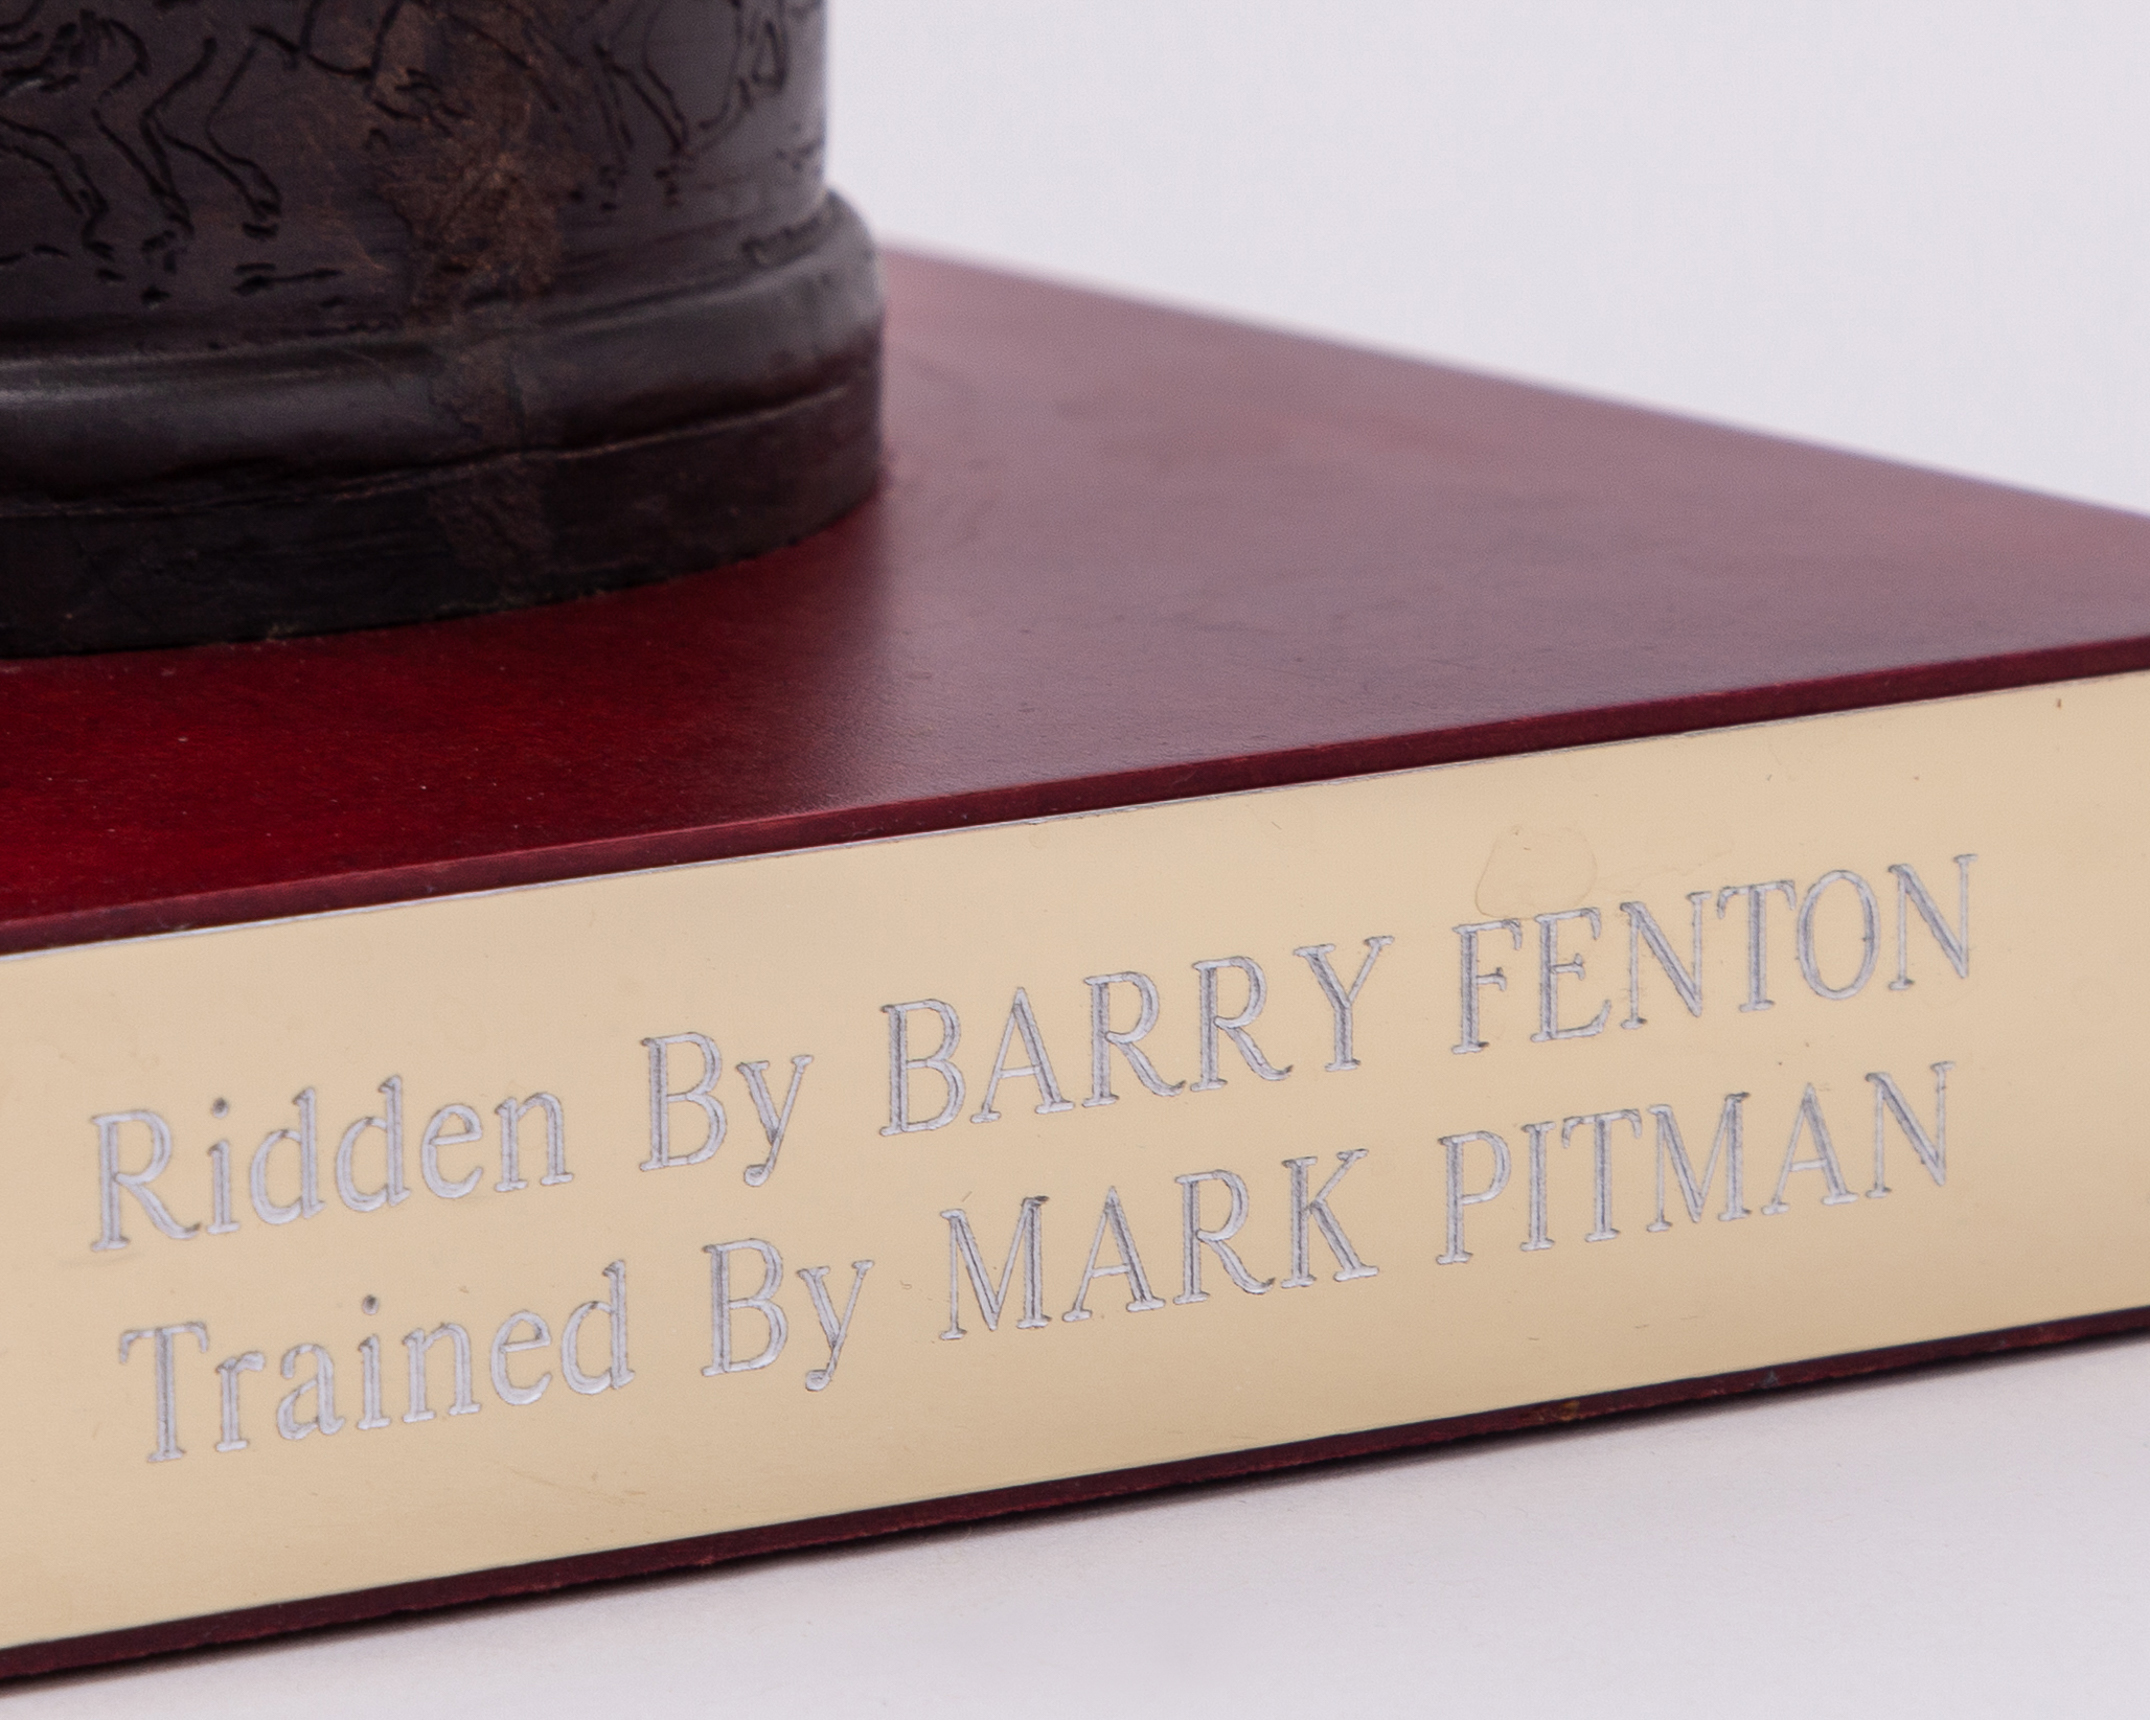 Ridden By BARRY FENTON
Trained By MARK PITMAN